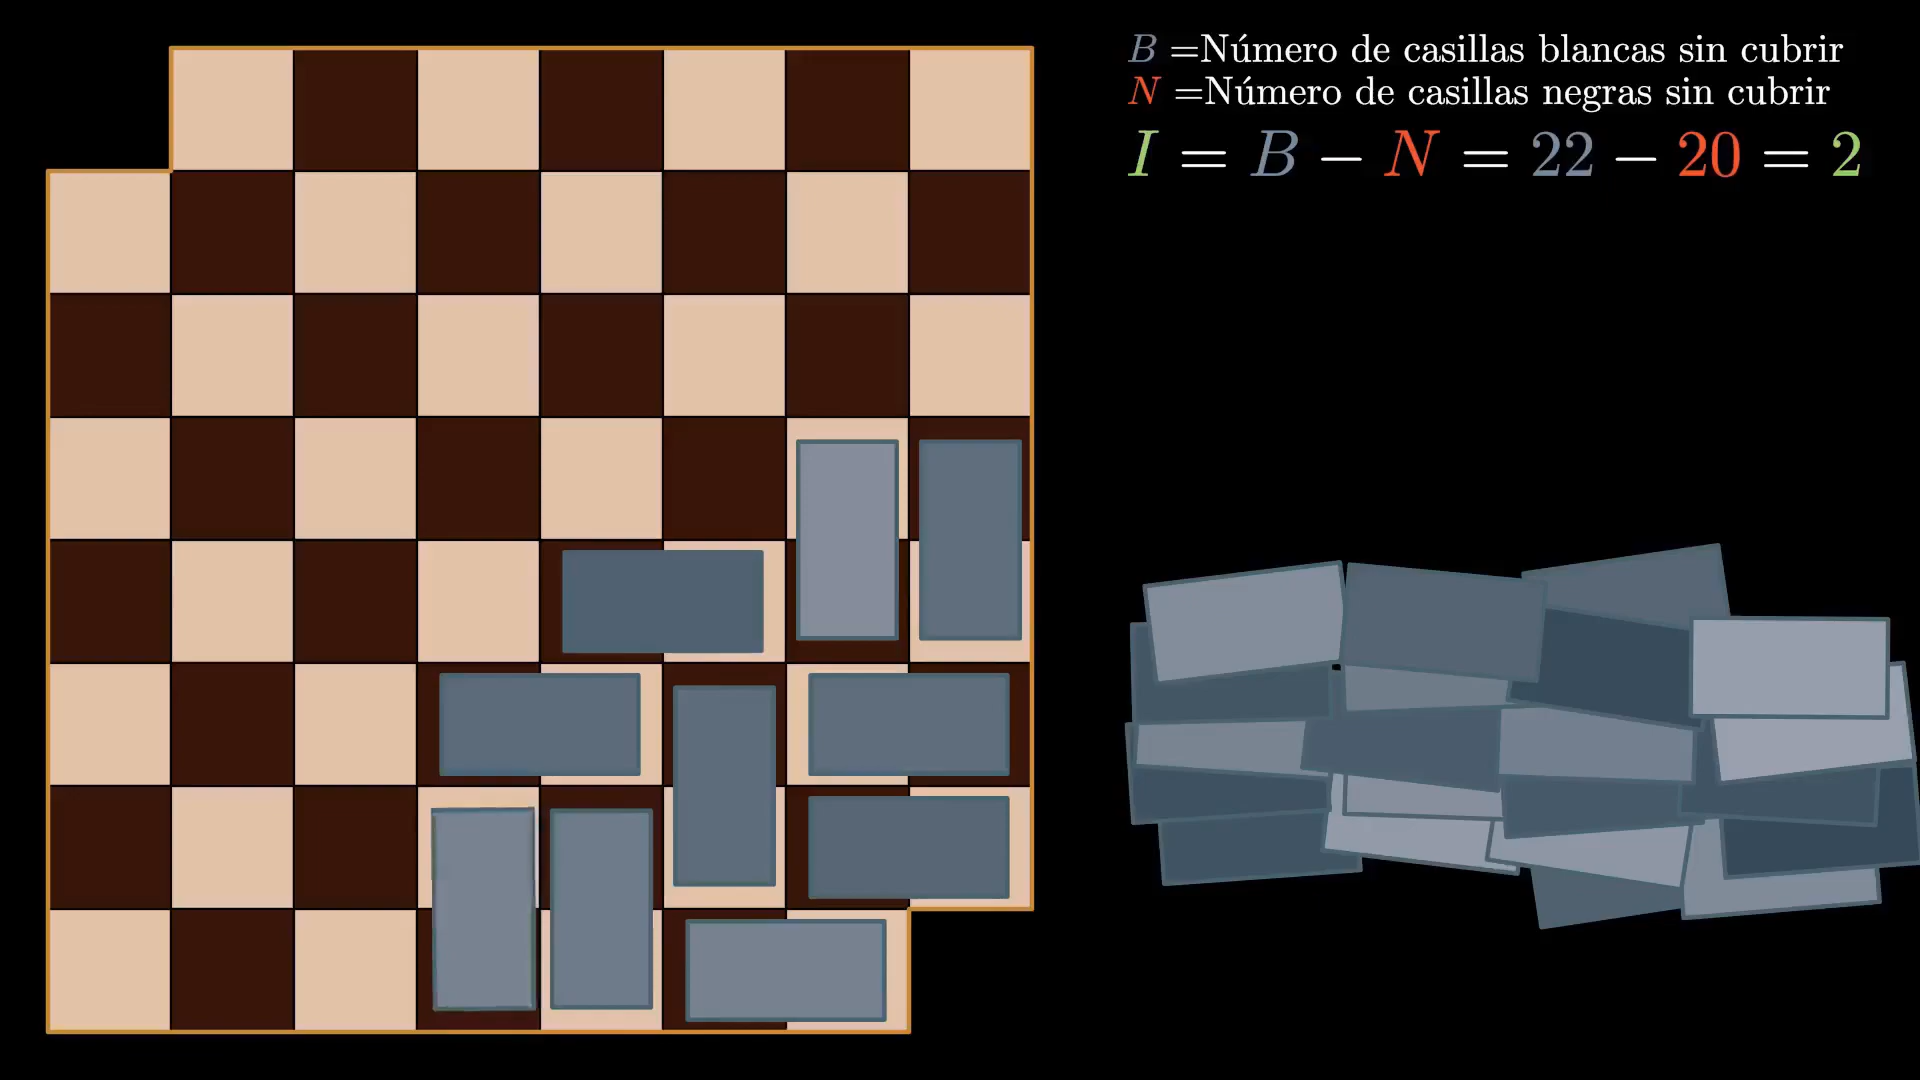 B =Número de casillas blancas sin cubrir
N =Número de casillas negras sin cubrir
I = B − N = 22 − 20 = 2